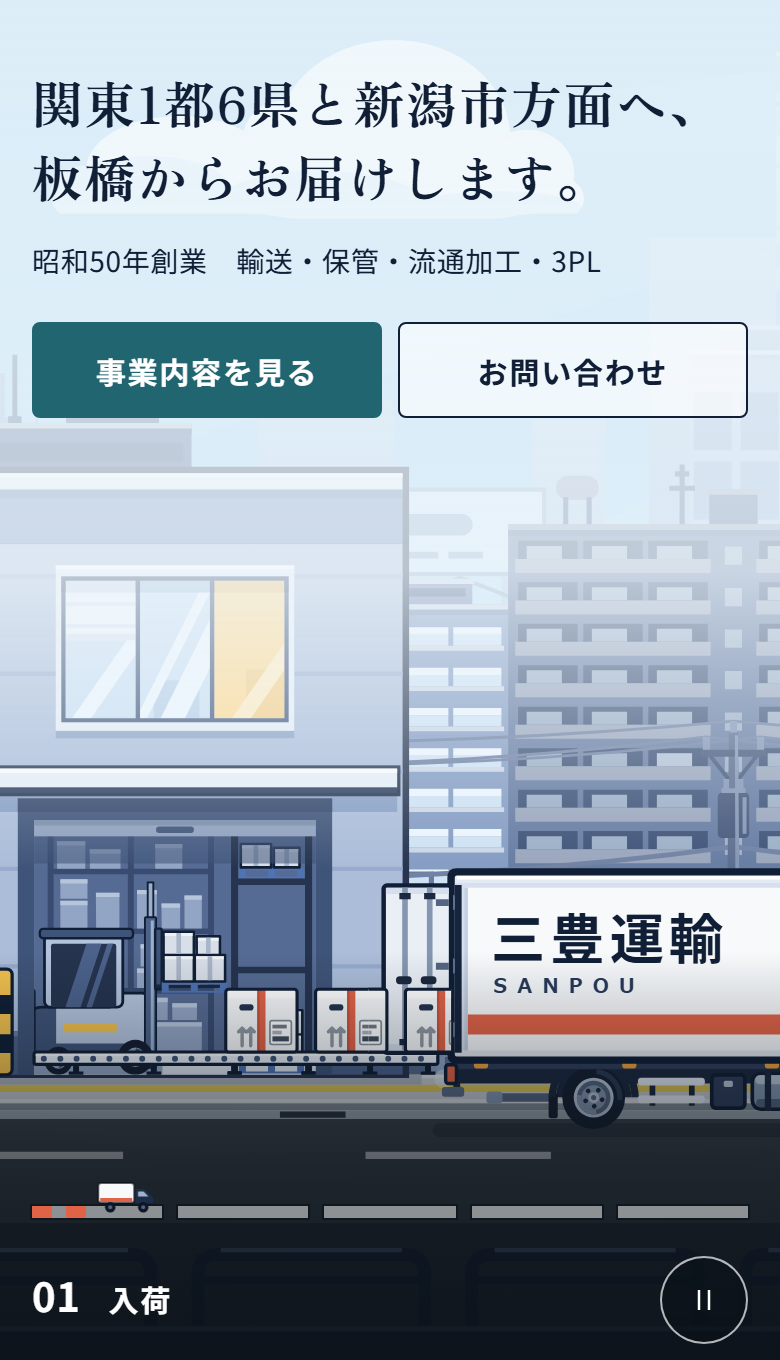 関東1都6県と新潟市方面へ、
板橋からお届けします。
昭和50年創業　輸送・保管・流通加工・3PL
事業内容を見る
お問い合わせ
三豊運輸
SANPOU
01 入荷